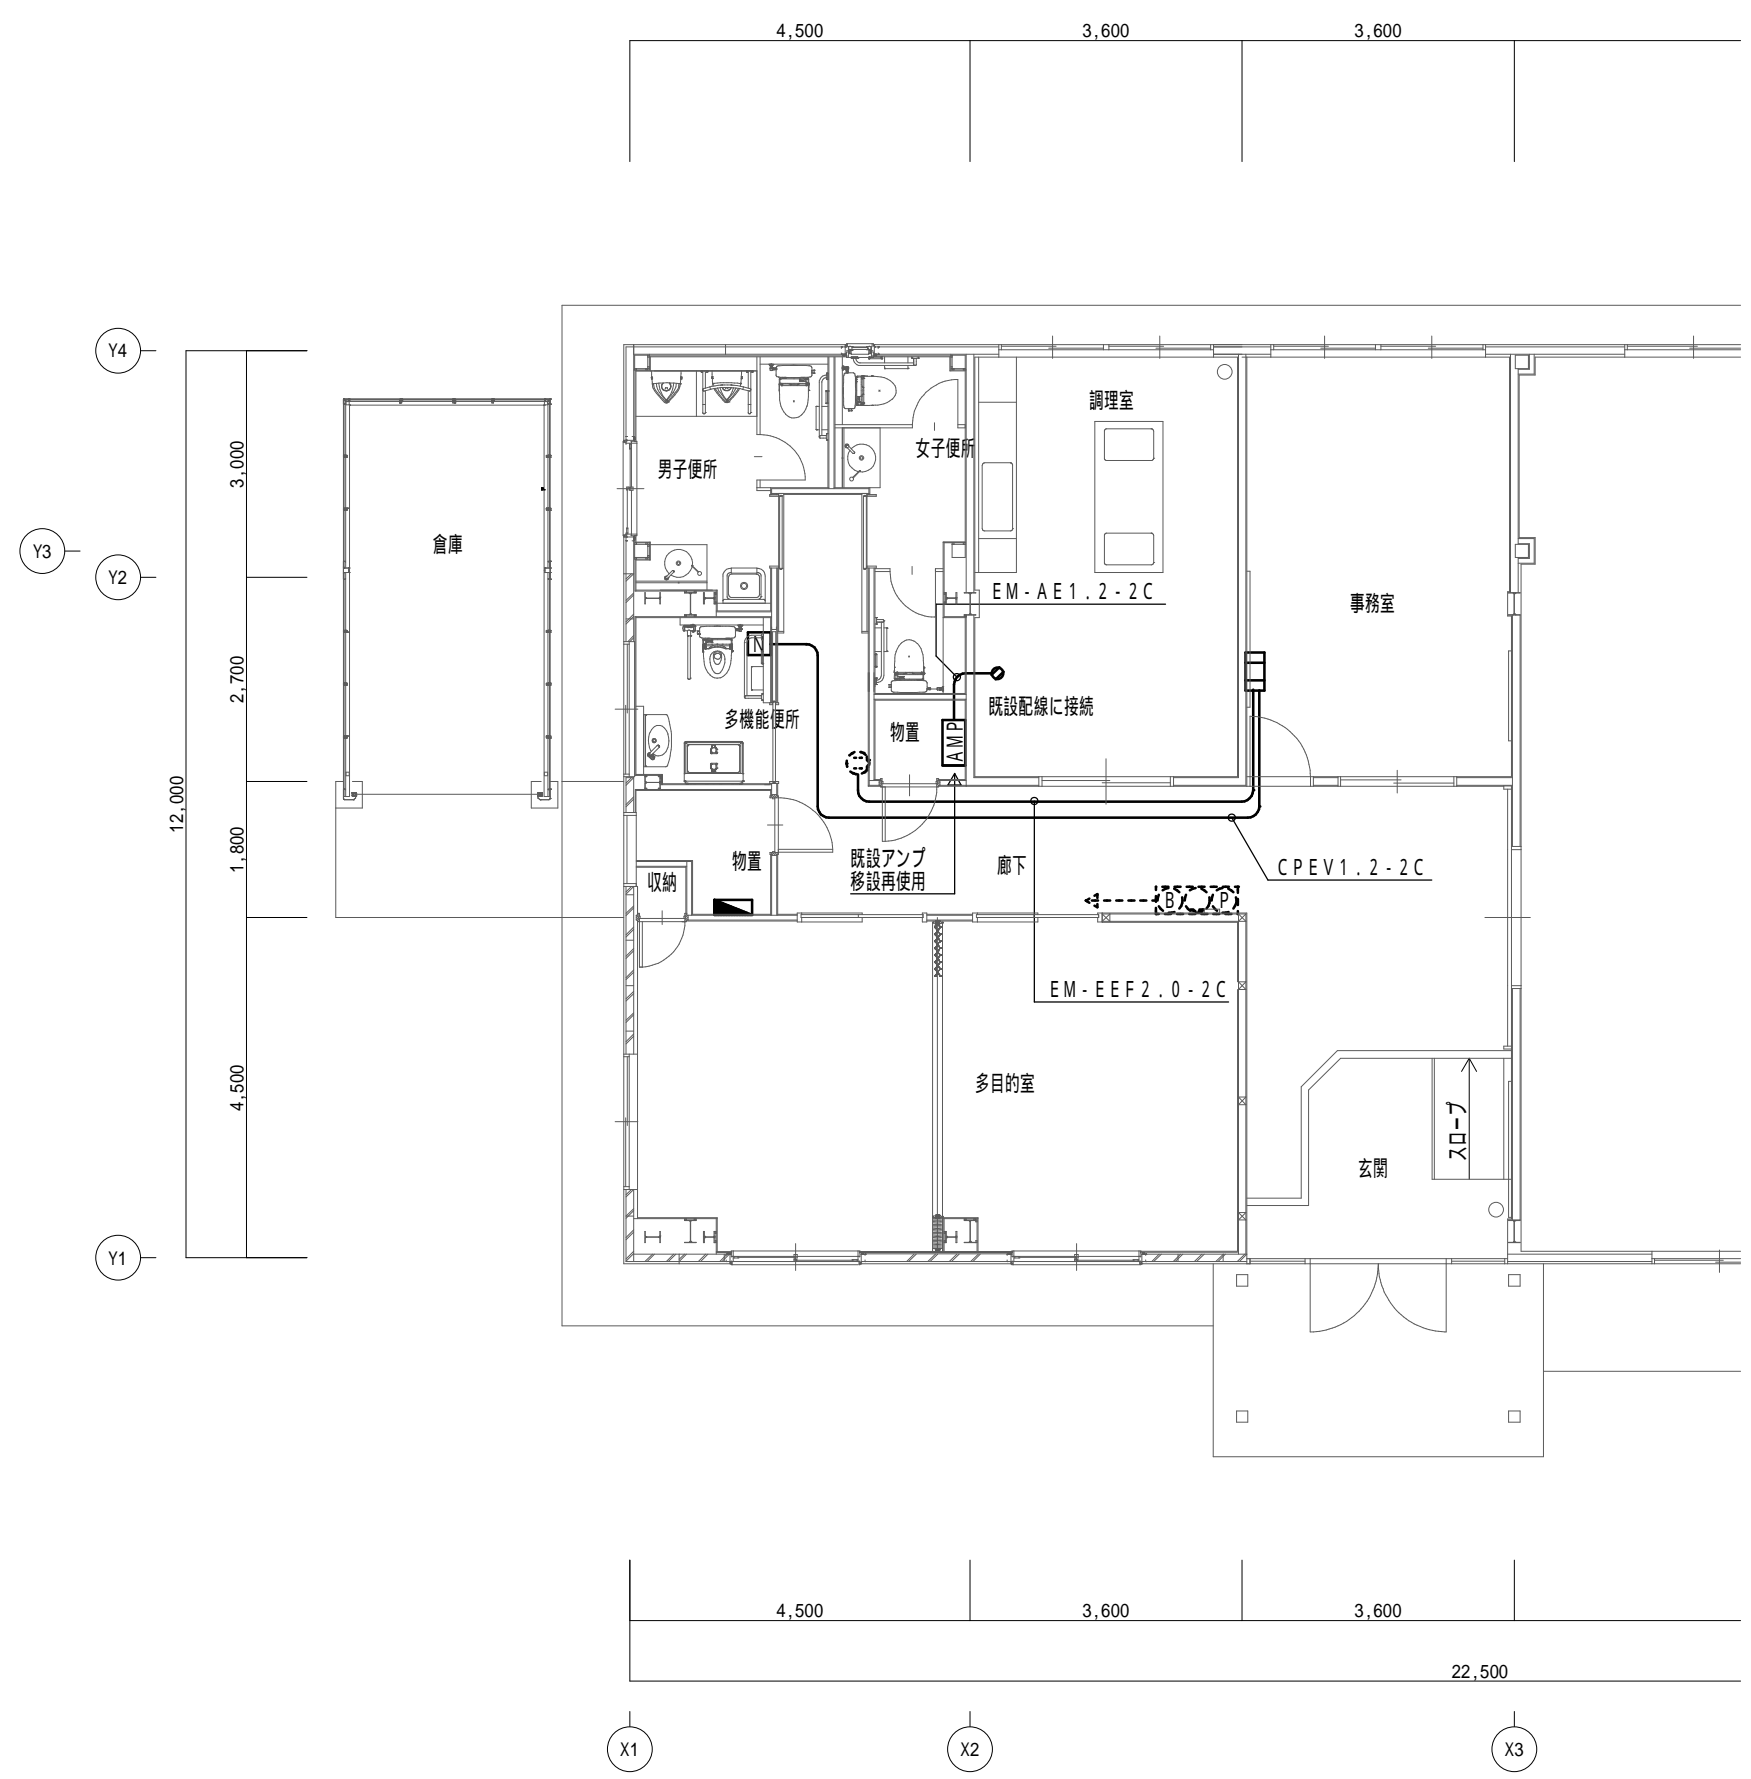 4,500
3,600
3,600
Y4
調理室
女子便所
3,000
男子便所
倉庫
Y3
Y2
EM-AE1.2-2C
事務室
N
2,700
既設配線に接続
多機能便所
物置
AMP
12,000
1,800
物置
既設アンプ
移設再使用
廊下
CPEV1.2-2C
収納
B
P
EM-EEF2.0-2C
4,500
多目的室
スロープ
玄関
Y1
4,500
3,600
3,600
22,500
X1
X2
X3